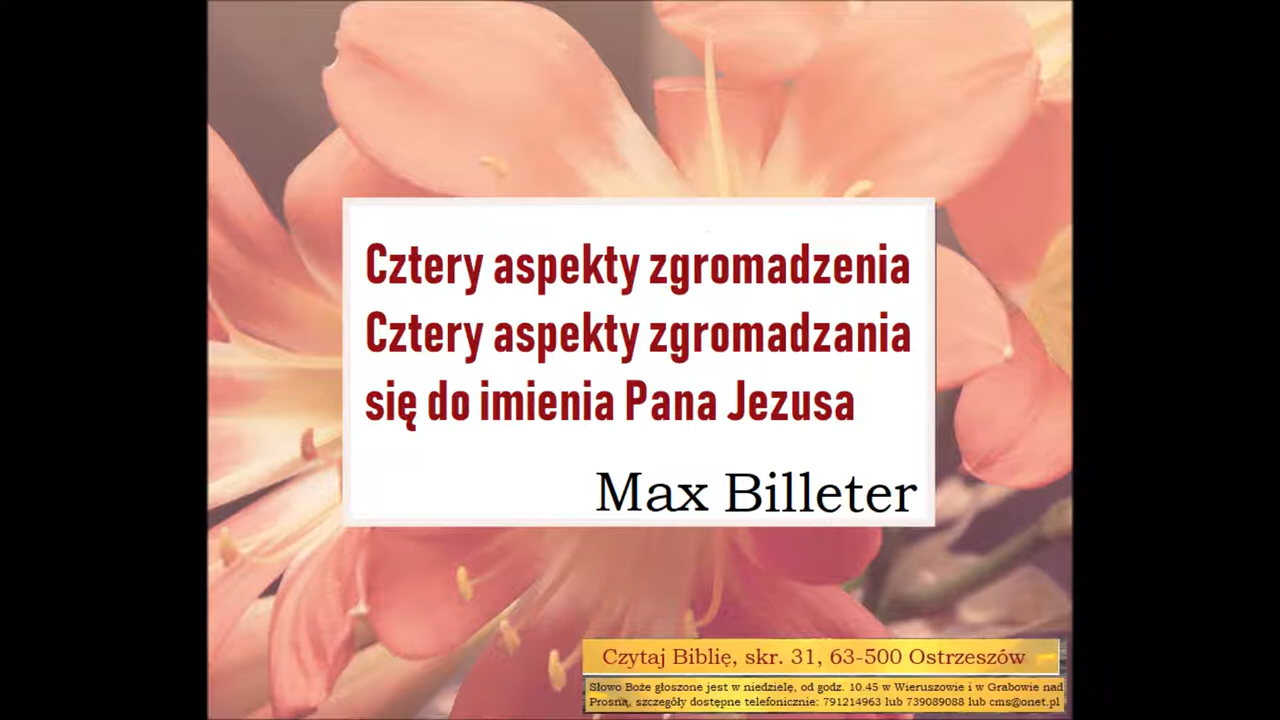 Cztery aspekty zgromadzenia
Cztery aspekty zgromadzania
się do imienia Pana Jezusa
Max Billeter
Czytaj Biblię, skr. 31, 63-500 Ostrzeszów
Słowo Boże głoszone jest w niedzielę, od godz. 10.45 w Wieruszowie i w Grabowie nad
Prosną, szczegóły dostępne telefonicznie: 791214963 lub 739089088 lub cms@onet.pl